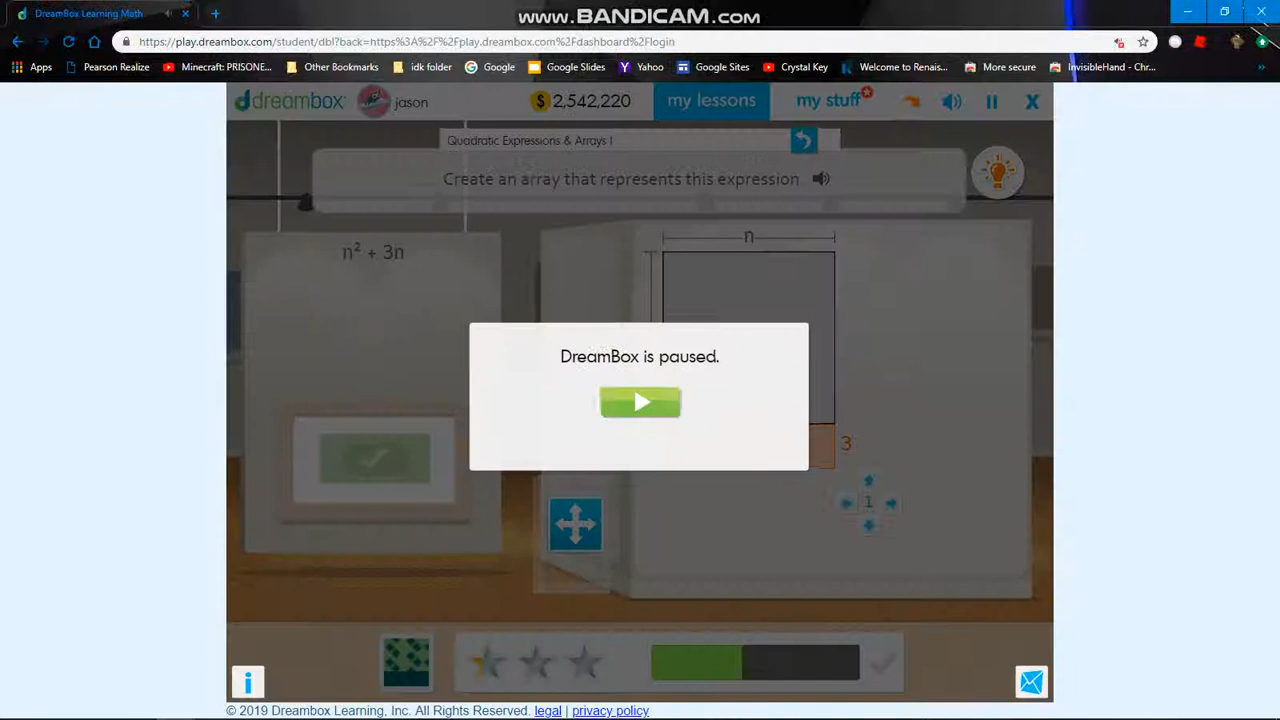 DreamBox Learning Math
www.BANDICAM.com
https://play.dreambox.com/student/dbl?back=https%3A%2F%2Fplay.dreambox.com%2Fdashboard%2Flogin
Apps
Pearson Realize
Minecraft: PRISONE...
Other Bookmarks
edit folder
Google
Google Slides
Yahoo
Google Sites
Crystal Key
Welcome to Renais...
More secure
InvisibleHand - Chr...
dreambox
jason
$ 2,542,220
my lessons
my stuff
X
Quadratic Expressions & Arrays I
Create an array that represents this expression
n² + 3n
n
DreamBox is paused.
3
1
i
© 2019 Dreambox Learning, Inc. All Rights Reserved. legal | privacy policy